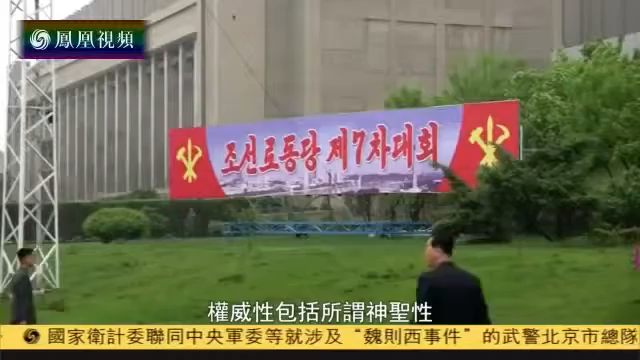 鳳凰視頻
조선로동당 제7차대회
權威性包括所謂神聖性
國家衛計委聯同中央軍委等就涉及“魏則西事件”的武警北京市總隊